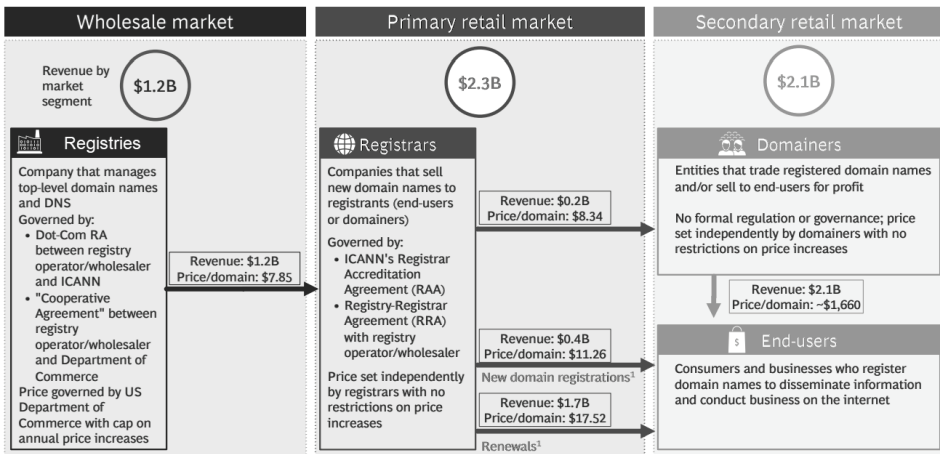 Wholesale market
Revenue by
market
segment
$1.2B
Registries
Company that manages
top-level domain names
and DNS
Governed by:
• Dot-Com RA
between registry
operator/wholesaler
and ICANN
• "Cooperative
Agreement" between
registry
operator/wholesaler
and Department of
Commerce
Price governed by US
Department of
Commerce with cap on
annual price increases
Revenue: $1.2B
Price/domain: $7.85
Primary retail market
$2.3B
Registrars
Companies that sell
new domain names to
registrants (end-users
or domainers)
Governed by:
• ICANN's Registrar
Accreditation
Agreement (RAA)
• Registry-Registrar
Agreement (RRA)
with registry
operator/wholesaler
Price set independently
by registrars with no
restrictions on price
increases
Revenue: $0.2B
Price/domain: $8.34
Revenue: $0.4B
Price/domain: $11.26
New domain registrations¹
Revenue: $1.7B
Price/domain: $17.52
Renewals¹
Secondary retail market
$2.1B
Domainers
Entities that trade registered domain names
and/or sell to end-users for profit
No formal regulation or governance; price
set independently by domainers with no
restrictions on price increases
Revenue: $2.1B
Price/domain: ~$1,660
$
End-users
Consumers and businesses who register
domain names to disseminate information
and conduct business on the internet